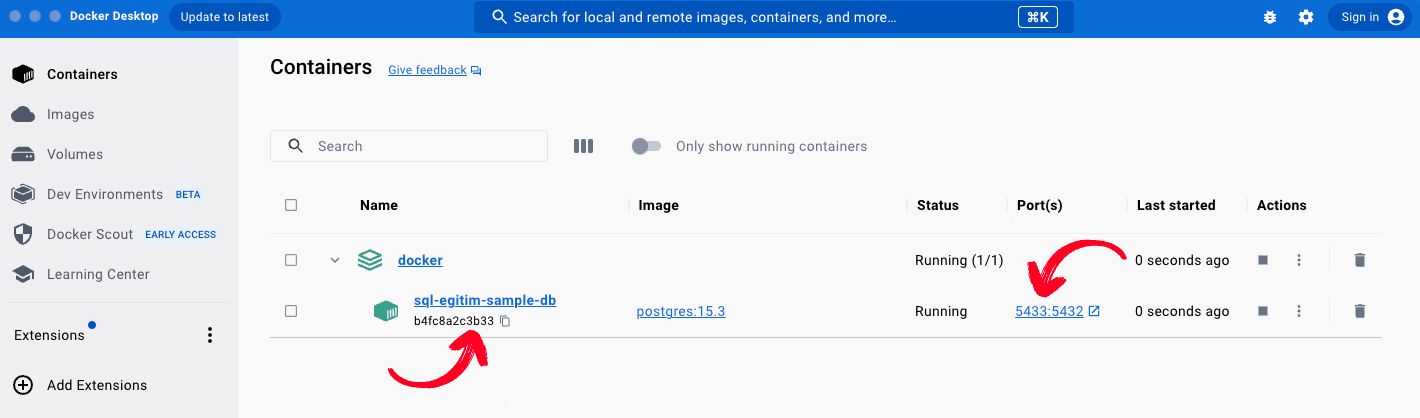 Docker Desktop Update to latest Search for local and remote images, containers, and more... ⌘K Sign in
Containers
Images
Volumes
Dev Environments BETA
Docker Scout EARLY ACCESS
Learning Center
Extensions
Add Extensions
Containers Give feedback
Search Only show running containers
Name Image Status Port(s) Last started Actions
docker Running (1/1) 0 seconds ago
sql-egitim-sample-db postgres:15.3 Running 5433:5432 0 seconds ago
b4fc8a2c3b33